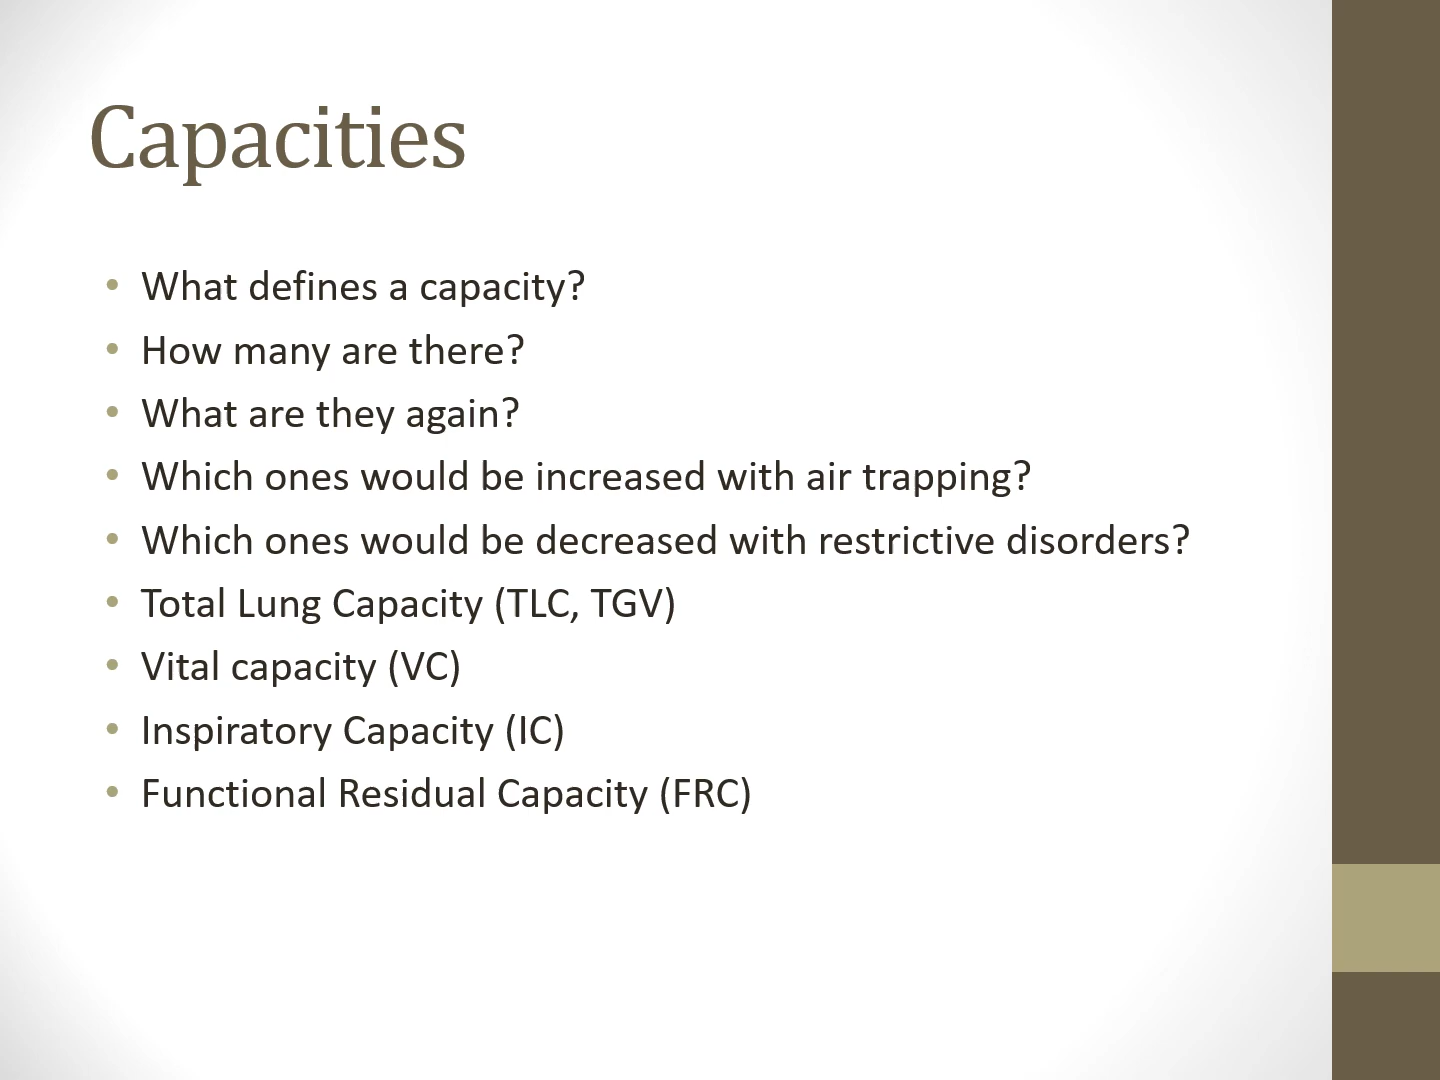 Capacities
• What defines a capacity?
• How many are there?
• What are they again?
• Which ones would be increased with air trapping?
• Which ones would be decreased with restrictive disorders?
• Total Lung Capacity (TLC, TGV)
• Vital capacity (VC)
• Inspiratory Capacity (IC)
• Functional Residual Capacity (FRC)